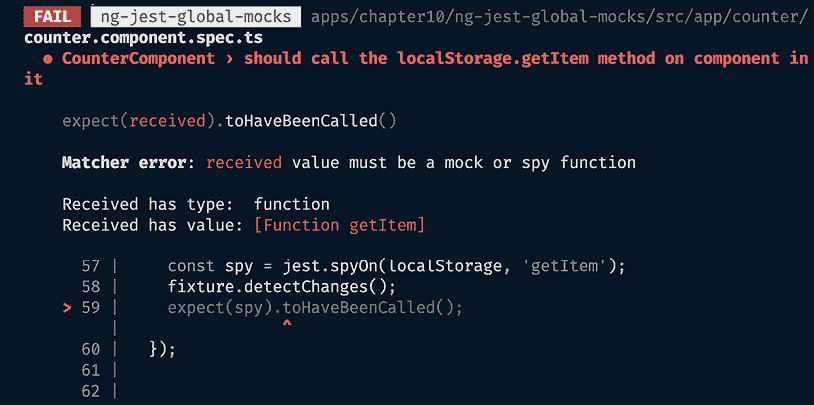 FAIL ng-jest-global-mocks apps/chapter10/ng-jest-global-mocks/src/app/counter/
counter.component.spec.ts
● CounterComponent › should call the localStorage.getItem method on component in
it
expect(received).toHaveBeenCalled()
Matcher error: received value must be a mock or spy function
Received has type:  function
Received has value: [Function getItem]
57 |     const spy = jest.spyOn(localStorage, 'getItem');
58 |     fixture.detectChanges();
> 59 |     expect(spy).toHaveBeenCalled();
|                 ^
60 |   });
61 |
62 |